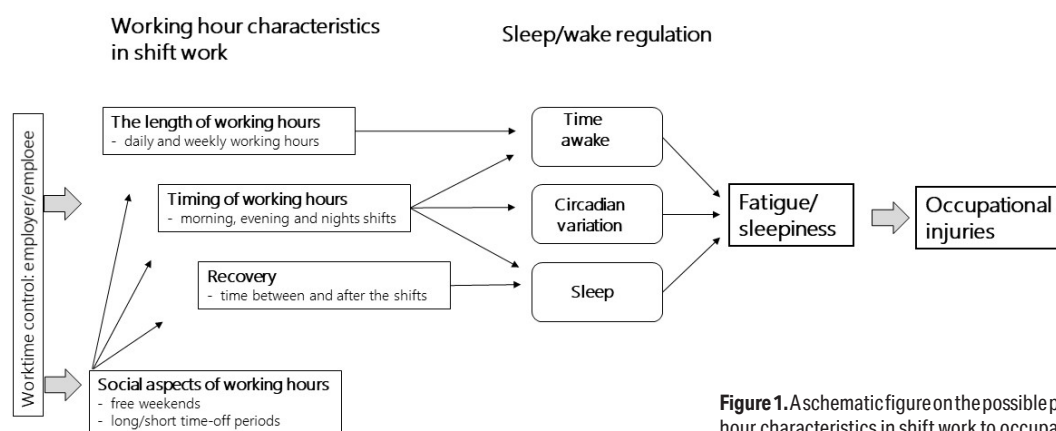 Working hour characteristics
in shift work
Sleep/wake regulation
Worktime control: employer/emploee
The length of working hours
- daily and weekly working hours
Timing of working hours
- morning, evening and nights shifts
Recovery
- time between and after the shifts
Social aspects of working hours
- free weekends
- long/short time-off periods
Time
awake
Circadian
variation
Sleep
Fatigue/
sleepiness
Occupational
injuries
Figure 1. A schematic figure on the possible p
hour characteristics in shift work to occupa